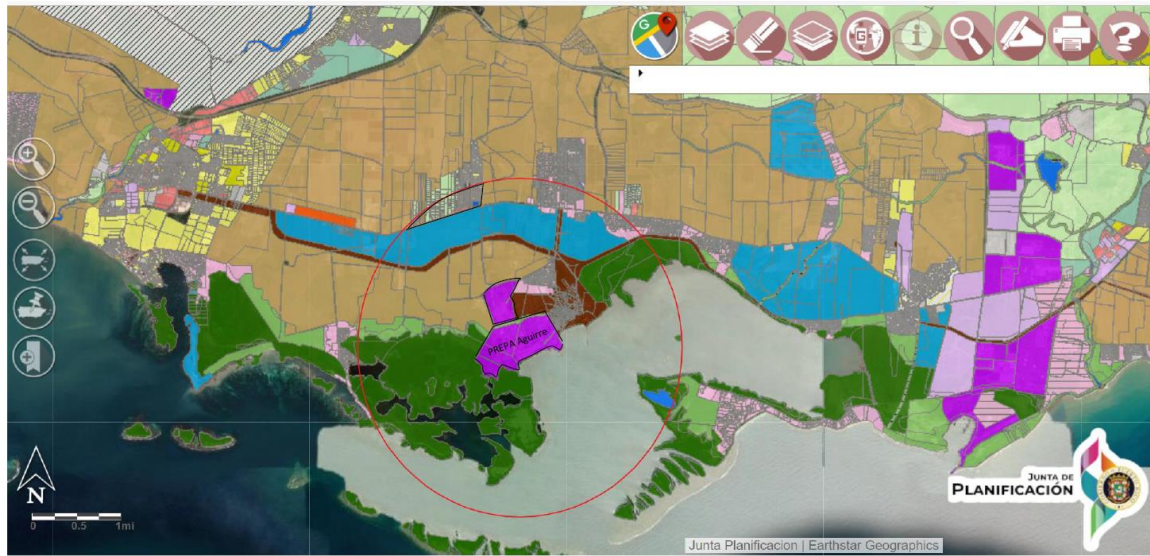 G
G
i
?
PREPA Aguirre
N
0 0.5 1mi
JUNTA DE
PLANIFICACIÓN
Junta Planificacion | Earthstar Geographics